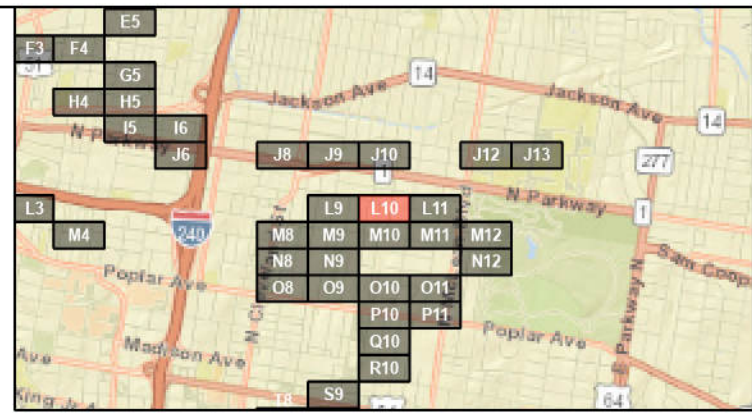 E5
F3 F4
31
G5
14
Jackson Ave
Jackson Ave
H4 H5
14
I5 I6
N Parkway
J6 J8 J9 J10 J12 J13
1
277
N Parkway
L3 L9 L10 L11
1
240
M4 M8 M9 M10 M11 M12
Sam Coop
N8 N9 N12
Poplar Ave
O8 O9 O10 O11
P10 P11
Poplar Ave
Q10
Madison Ave
Ave
R10
S Parkway N
S9
King Jr A
64